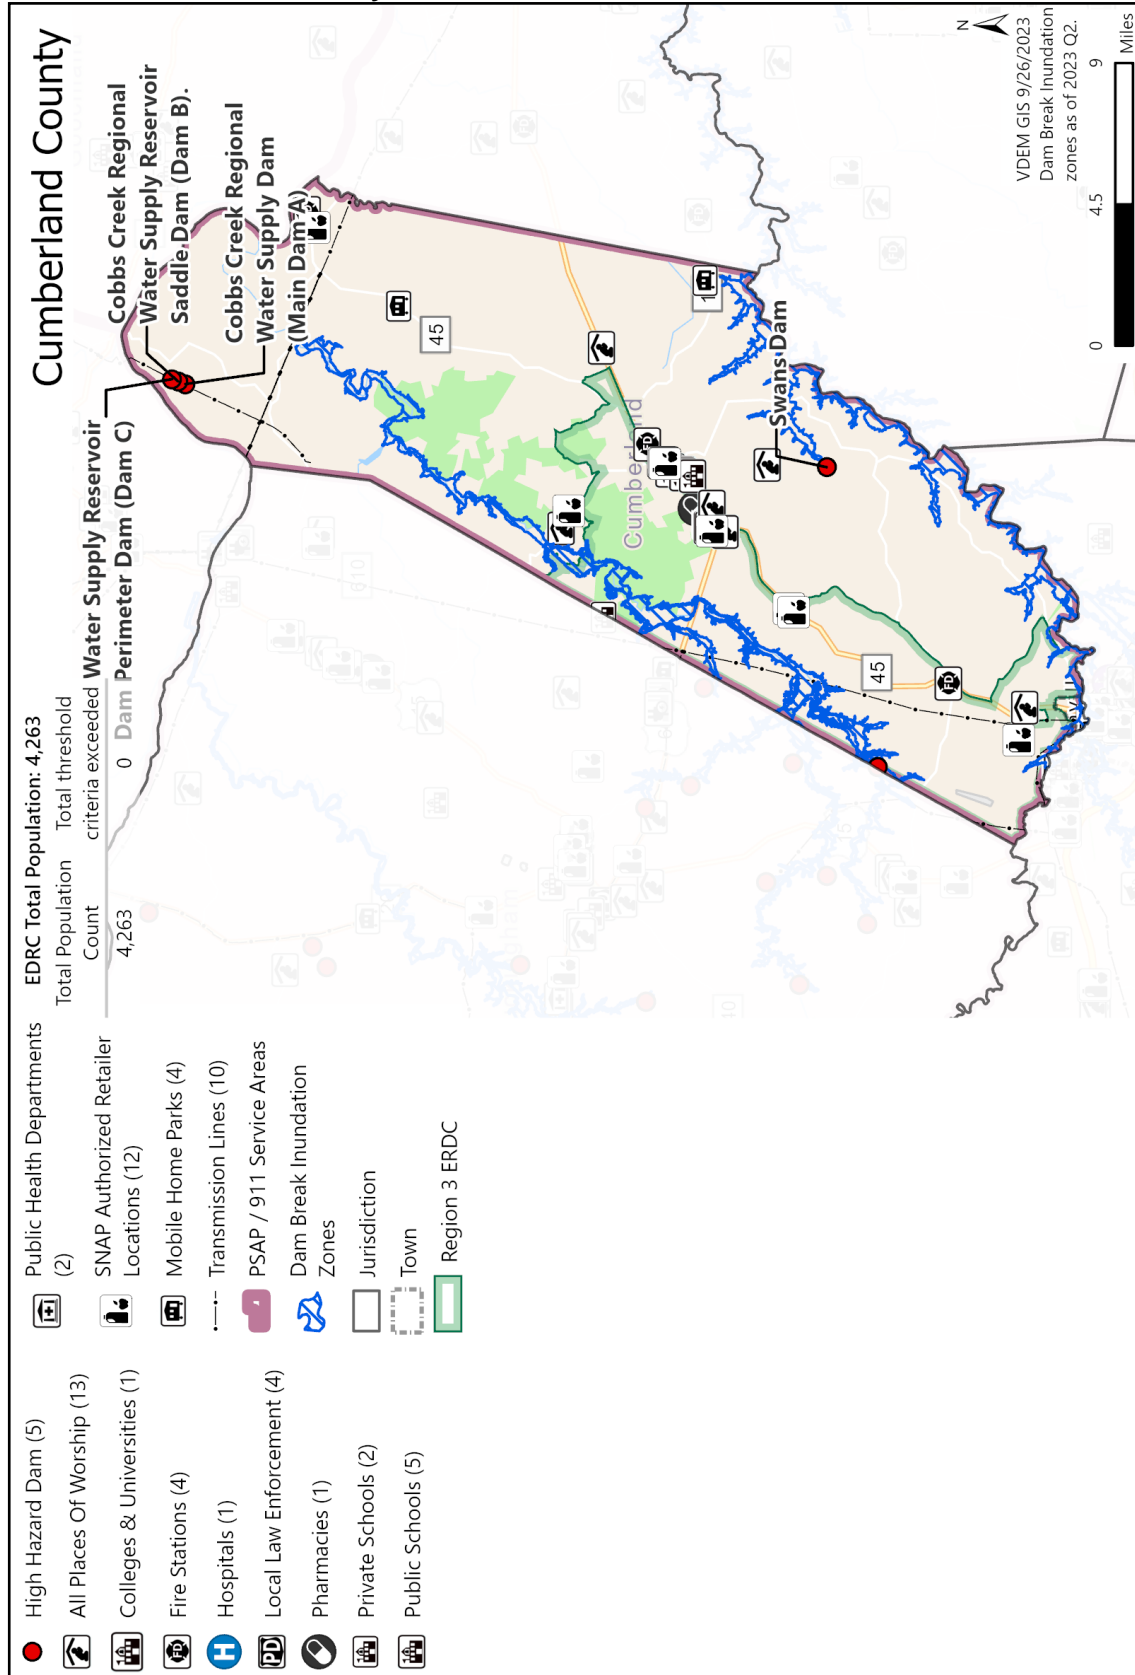 Cumberland County
High Hazard Dam (5)
All Places Of Worship (13)
Colleges & Universities (1)
Fire Stations (4)
Hospitals (1)
Local Law Enforcement (4)
Pharmacies (1)
Private Schools (2)
Public Schools (5)
Public Health Departments
(2)
SNAP Authorized Retailer
Locations (12)
Mobile Home Parks (4)
Transmission Lines (10)
PSAP / 911 Service Areas
Dam Break Inundation
Zones
Jurisdiction
Town
Region 3 ERDC
EDRC Total Population: 4,263
Total Population
Count
Total threshold
criteria exceeded
4,263
0
Dam
Water Supply Reservoir
Perimeter Dam (Dam C)
Cobbs Creek Regional
Water Supply Reservoir
Saddle Dam (Dam B).
Cobbs Creek Regional
Water Supply Dam
(Main Dam A)
45
Cumberland
Swans Dam
45
FD
FD
H
PD
FD
N
VDEM GIS 9/26/2023
Dam Break Inundation
zones as of 2023 Q2.
0
4.5
9
Miles